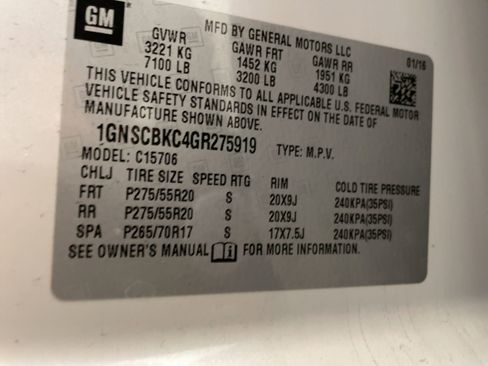 GM
MFD BY GENERAL MOTORS LLC
GVWR GAWR FRT GAWR RR 01/16
3221 KG 1452 KG 1951 KG
7100 LB 3200 LB 4300 LB
THIS VEHICLE CONFORMS TO ALL APPLICABLE U.S. FEDERAL MOTOR
VEHICLE SAFETY STANDARDS IN EFFECT ON THE DATE OF
MANUFACTURE SHOWN ABOVE.
1GNSCBKC4GR275919 TYPE: M.P.V.
MODEL: C15706
CHLJ TIRE SIZE SPEED RTG RIM COLD TIRE PRESSURE
FRT P275/55R20 S 20X9J 240KPA(35PSI)
RR P275/55R20 S 20X9J 240KPA(35PSI)
SPA P265/70R17 S 17X7.5J 240KPA(35PSI)
SEE OWNER'S MANUAL FOR MORE INFORMATION.